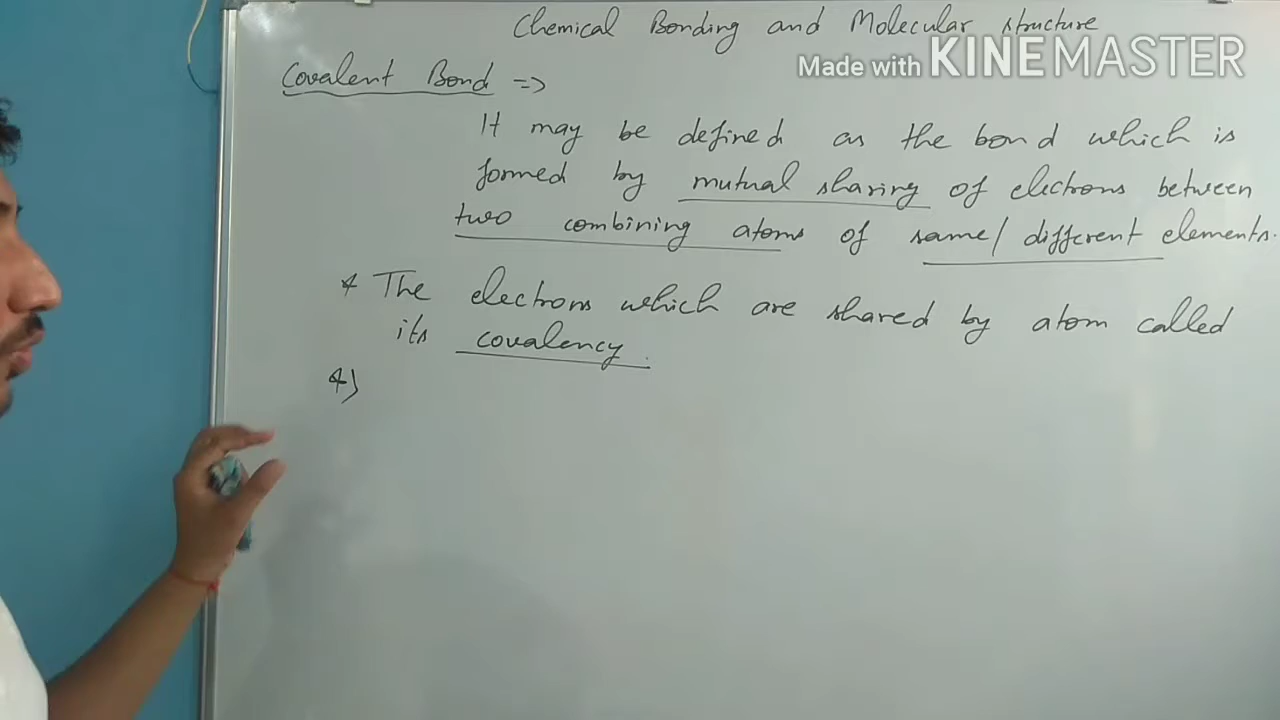 Chemical Bonding and Molecular structure
Made with KINEMASTER
Covalent Bond =>
It may be defined as the bond which is
formed by mutual sharing of electrons between
two combining atoms of same/different elements.
* The electrons which are shared by atom called
its covalency.
*)